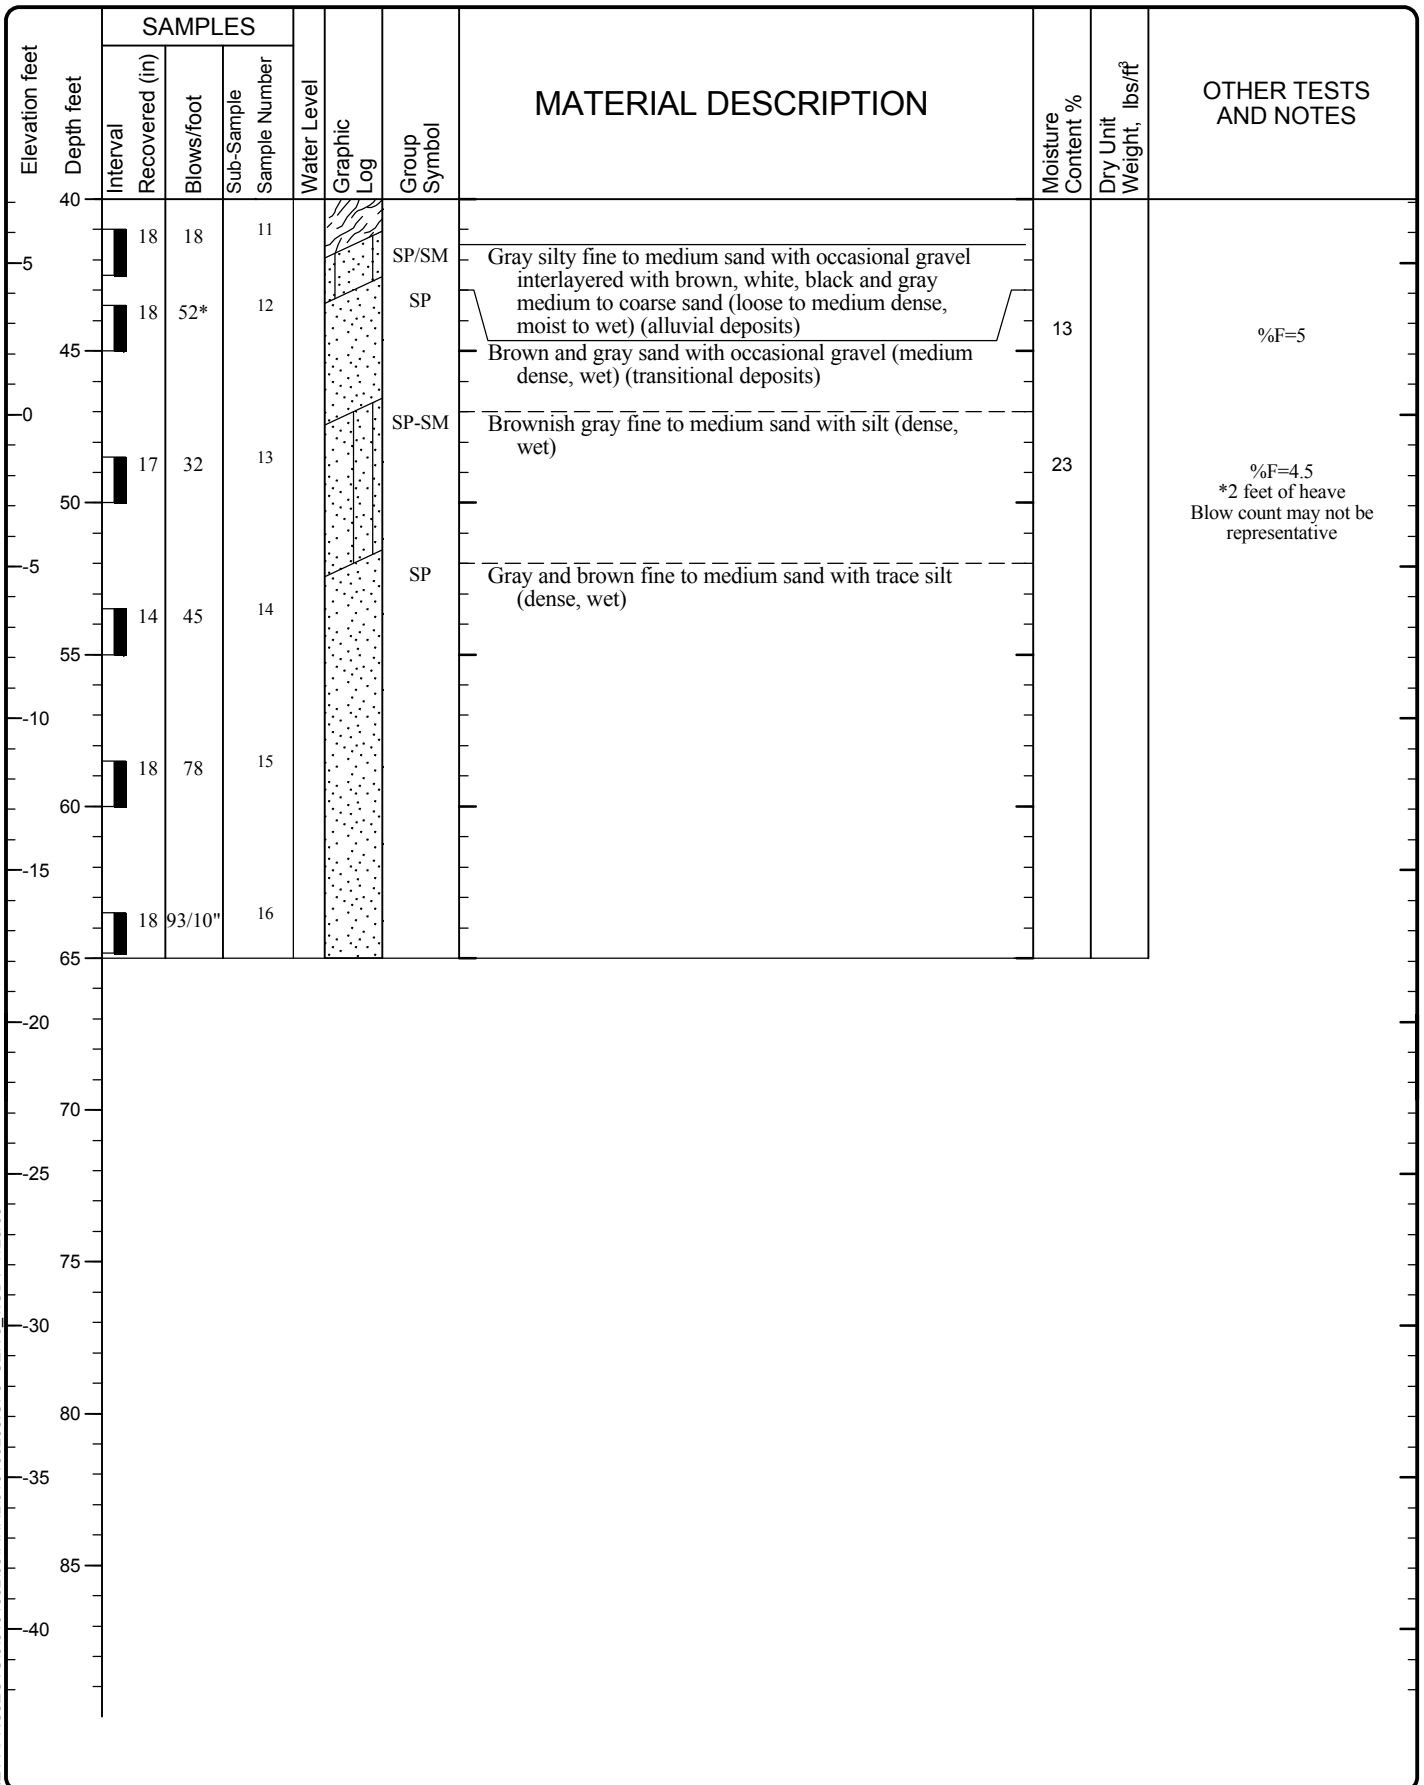 SAMPLES
Elevation feet
Depth feet
Interval
Recovered (in)
Blows/foot
Sub-Sample
Sample Number
Water Level
Graphic
Log
Group
Symbol
MATERIAL DESCRIPTION
Moisture
Content %
Dry Unit
Weight, lbs/ft³
OTHER TESTS
AND NOTES
40
18 18 11
SP/SM Gray silty fine to medium sand with occasional gravel
5
interlayered with brown, white, black and gray
SP medium to coarse sand (loose to medium dense,
18 52* 12
moist to wet) (alluvial deposits)
13
%F=5
45
Brown and gray sand with occasional gravel (medium
dense, wet) (transitional deposits)
0
SP-SM Brownish gray fine to medium sand with silt (dense,
wet)
17 32 13
23
%F=4.5
*2 feet of heave
50
Blow count may not be
representative
-5
SP Gray and brown fine to medium sand with trace silt
(dense, wet)
14 45 14
55
-10
18 78 15
60
-15
18 93/10" 16
65
-20
70
-25
75
-30
80
-35
85
-40